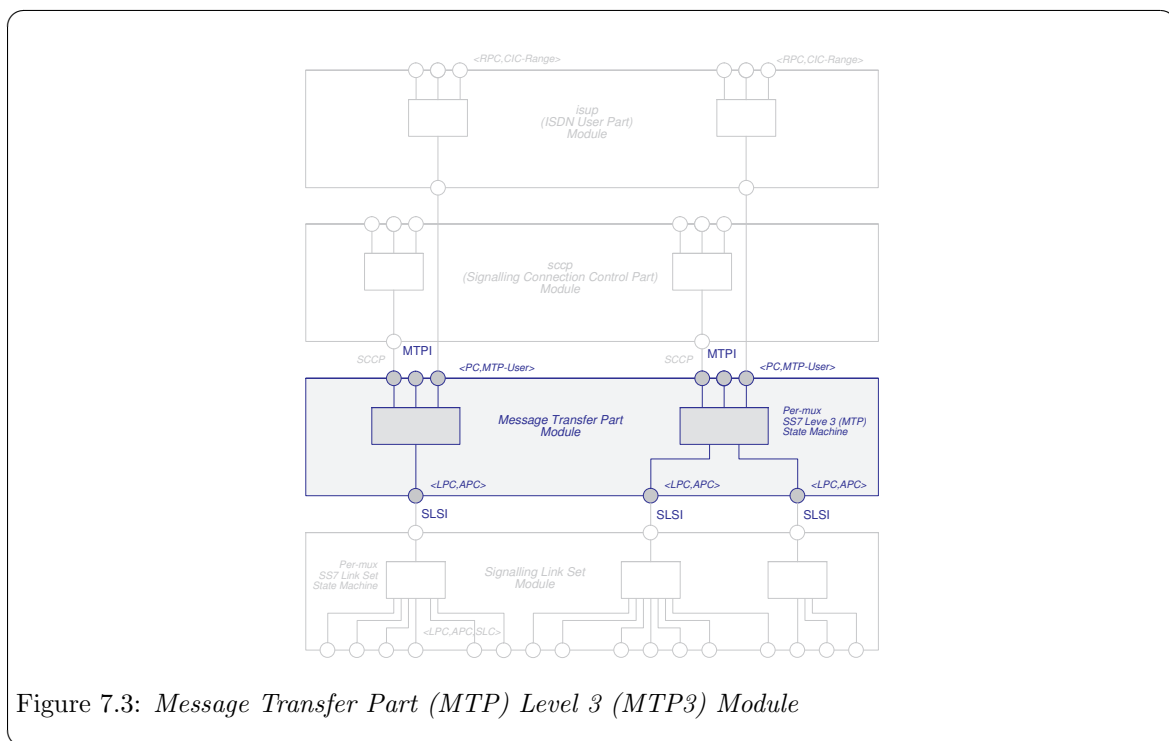 <RPC,CIC-Range>
<RPC,CIC-Range>
isup
(ISDN User Part)
Module
sccp
(Signalling Connection Control Part)
Module
SCCP
MTPI
<PC,MTP-User>
SCCP
MTPI
<PC,MTP-User>
Message Transfer Part
Module
Per-mux
SS7 Leve 3 (MTP)
State Machine
<LPC,APC>
<LPC,APC>
<LPC,APC>
SLSI
SLSI
SLSI
Per-mux
SS7 Link Set
State Machine
Signalling Link Set
Module
<LPC,APC,SLC>
Figure 7.3: Message Transfer Part (MTP) Level 3 (MTP3) Module